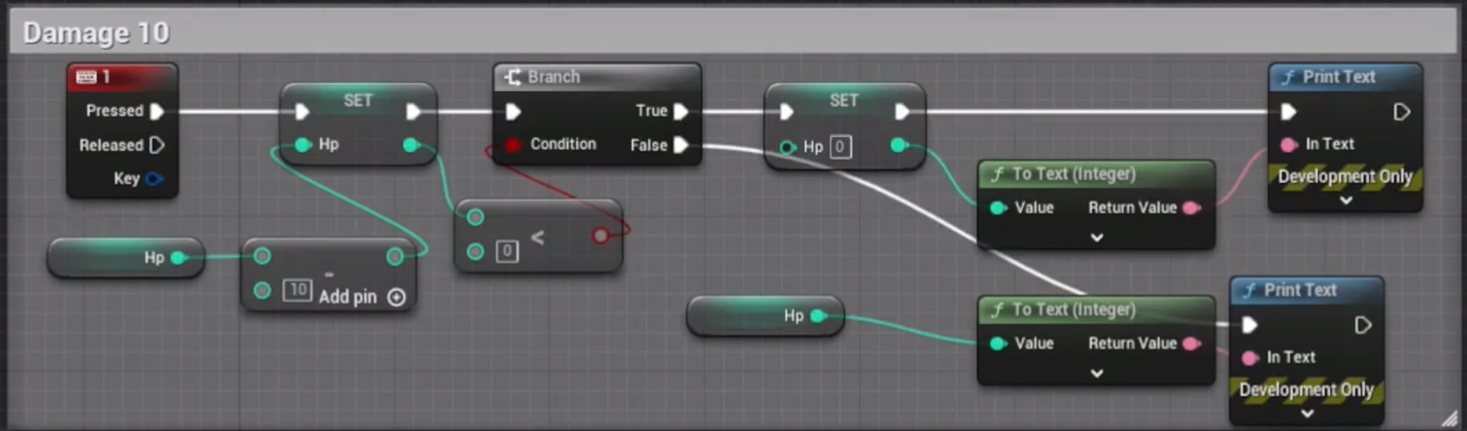 Damage 10
1
Pressed
Released
Key
SET
Hp
Branch
True
Condition
False
SET
Hp 0
Print Text
In Text
Development Only
To Text (Integer)
Value Return Value
Hp
-
10
Add pin
<
0
Hp
To Text (Integer)
Value Return Value
Print Text
In Text
Development Only